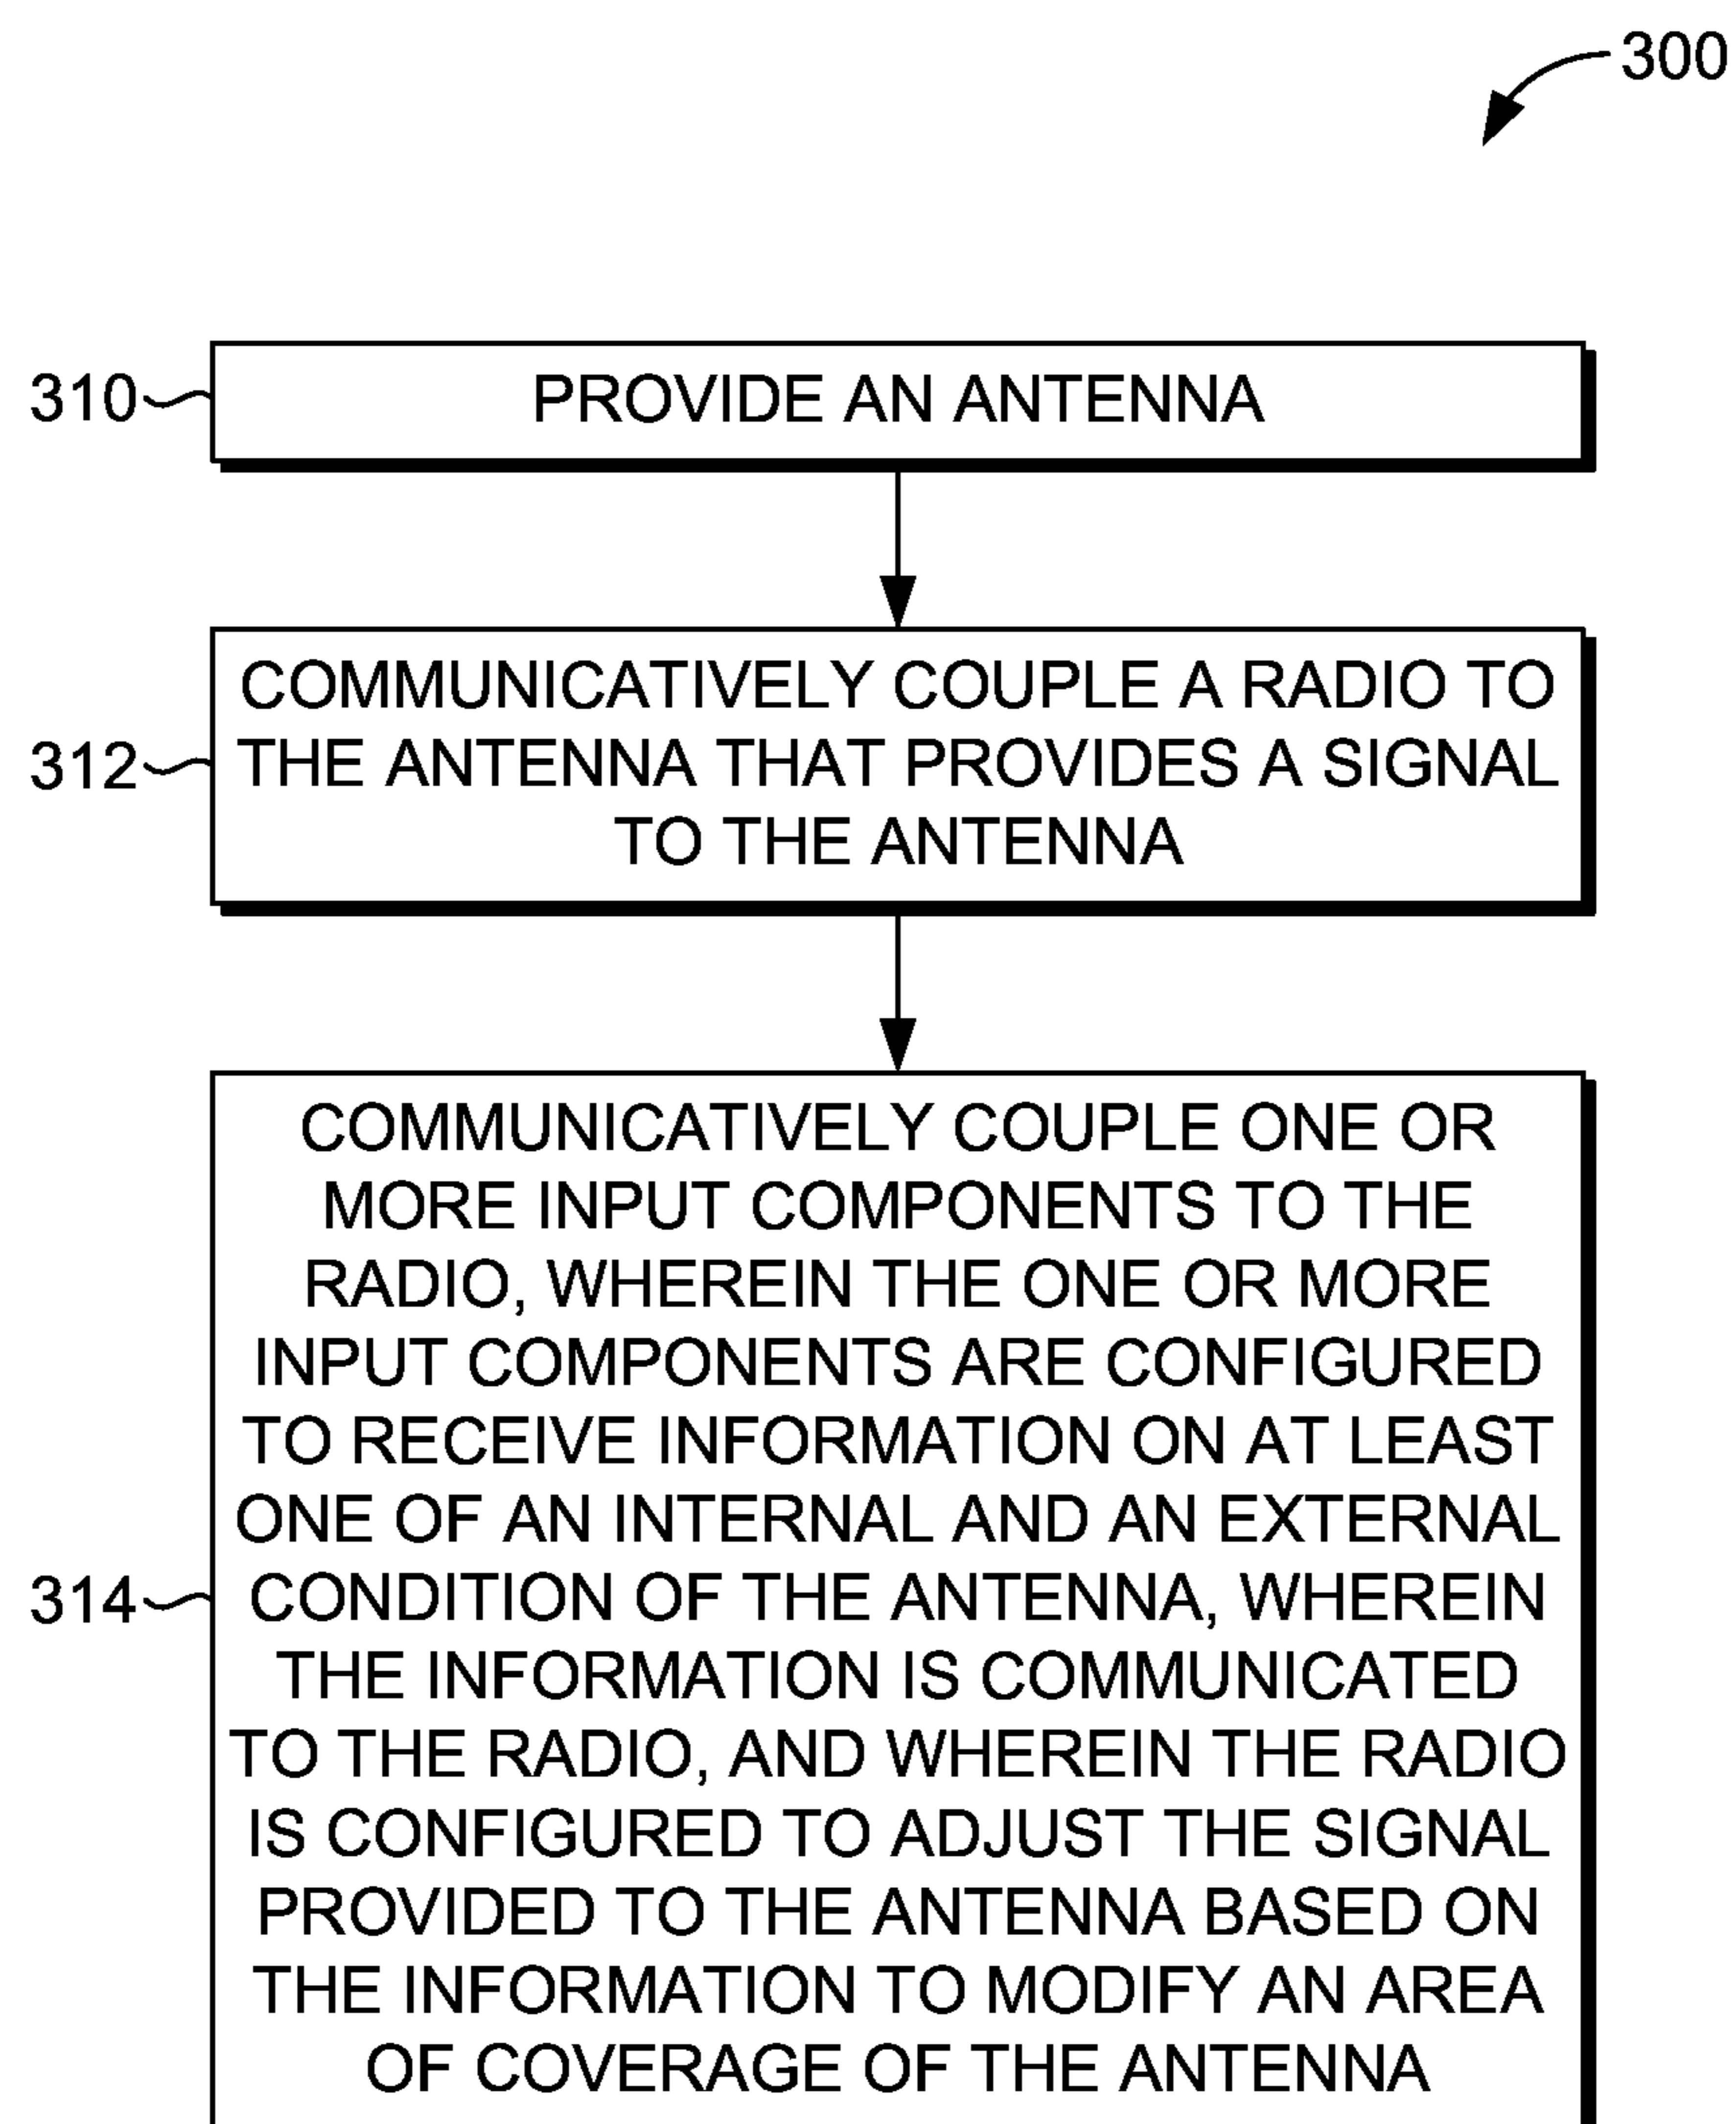 300
310
PROVIDE AN ANTENNA
312
COMMUNICATIVELY COUPLE A RADIO TO
THE ANTENNA THAT PROVIDES A SIGNAL
TO THE ANTENNA
314
COMMUNICATIVELY COUPLE ONE OR
MORE INPUT COMPONENTS TO THE
RADIO, WHEREIN THE ONE OR MORE
INPUT COMPONENTS ARE CONFIGURED
TO RECEIVE INFORMATION ON AT LEAST
ONE OF AN INTERNAL AND AN EXTERNAL
CONDITION OF THE ANTENNA, WHEREIN
THE INFORMATION IS COMMUNICATED
TO THE RADIO, AND WHEREIN THE RADIO
IS CONFIGURED TO ADJUST THE SIGNAL
PROVIDED TO THE ANTENNA BASED ON
THE INFORMATION TO MODIFY AN AREA
OF COVERAGE OF THE ANTENNA